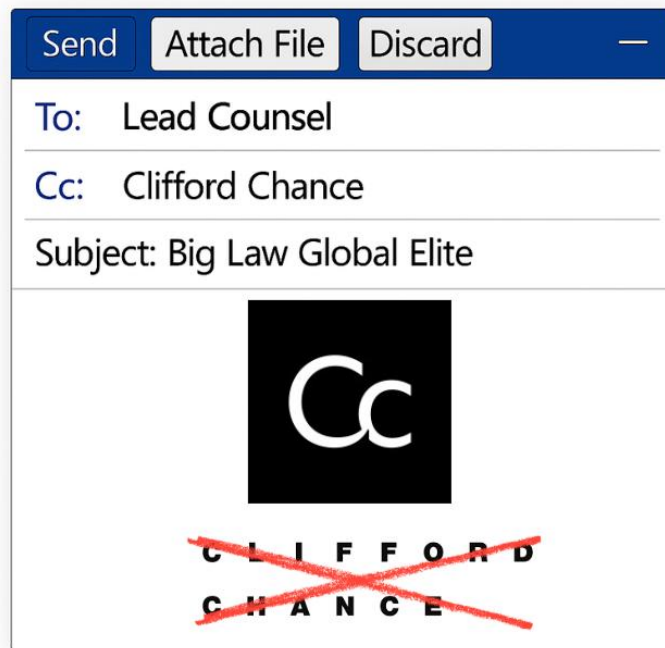 Send Attach File Discard
To: Lead Counsel
Cc: Clifford Chance
Subject: Big Law Global Elite
Cc
CLIFFORD
CHANCE